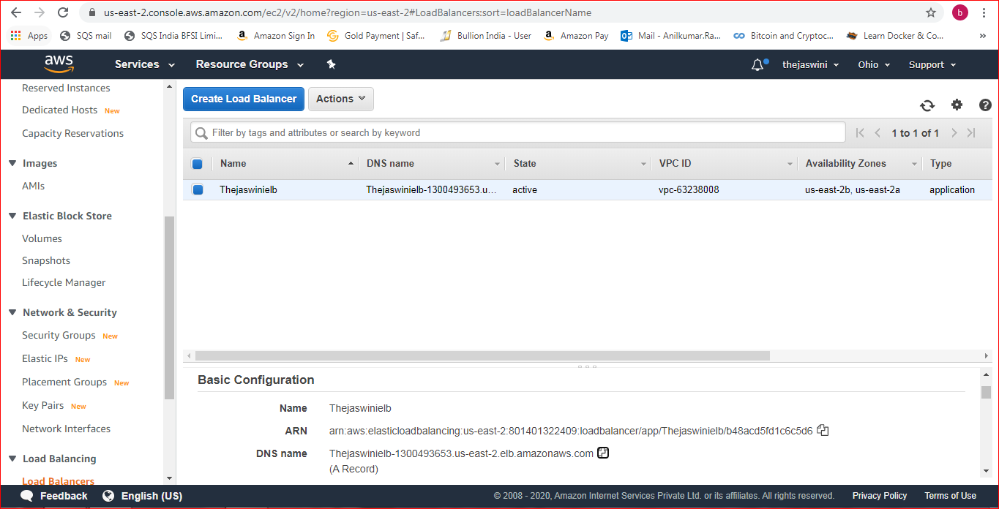 us-east-2.console.aws.amazon.com/ec2/v2/home?region=us-east-2#LoadBalancers:sort=loadBalancerName
b
Apps SQS mail SQS India BFSI Limi... Amazon Sign In Gold Payment | Saf... Bullion India - User Amazon Pay Mail - Anilkumar.Ra... Bitcoin and Cryptoc... Learn Docker & Co... »
aws Services Resource Groups thejaswini Ohio Support
Reserved Instances
Dedicated Hosts New
Capacity Reservations
Images
AMIs
Elastic Block Store
Volumes
Snapshots
Lifecycle Manager
Network & Security
Security Groups New
Elastic IPs New
Placement Groups New
Key Pairs New
Network Interfaces
Load Balancing
Load Balancers
Create Load Balancer Actions
Filter by tags and attributes or search by keyword 1 to 1 of 1
Name DNS name State VPC ID Availability Zones Type
Thejaswinielb Thejaswinielb-1300493653.u... active vpc-63238008 us-east-2b, us-east-2a application
Basic Configuration
Name Thejaswinielb
ARN arn:aws:elasticloadbalancing:us-east-2:801401322409:loadbalancer/app/Thejaswinielb/b48acd5fd1c6c5d6
DNS name Thejaswinielb-1300493653.us-east-2.elb.amazonaws.com
(A Record)
Feedback English (US) © 2008 - 2020, Amazon Internet Services Private Ltd. or its affiliates. All rights reserved. Privacy Policy Terms of Use